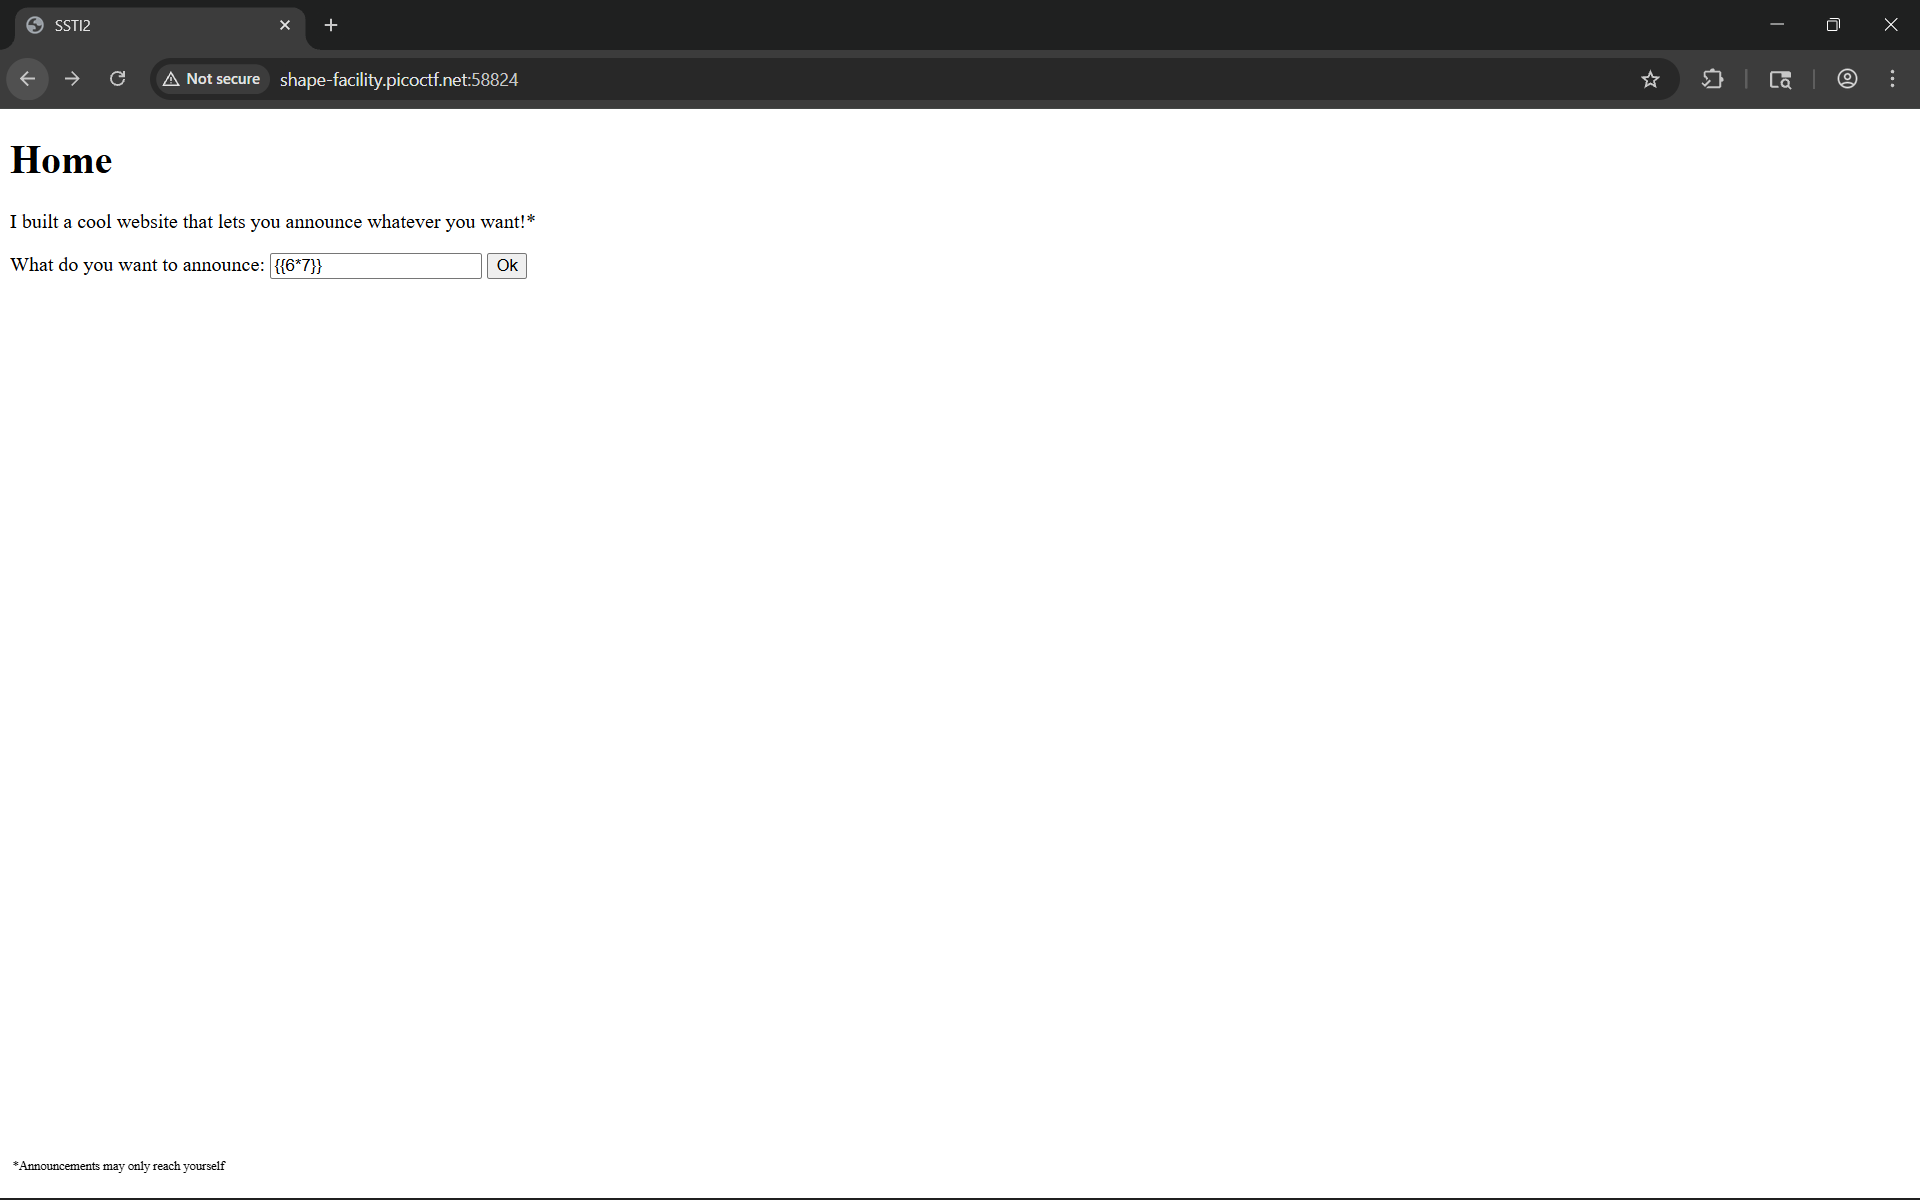 SSTI2
Not secure shape-facility.picoctf.net:58824
Home
I built a cool website that lets you announce whatever you want!*
What do you want to announce: {{6*7}} Ok
*Announcements may only reach yourself